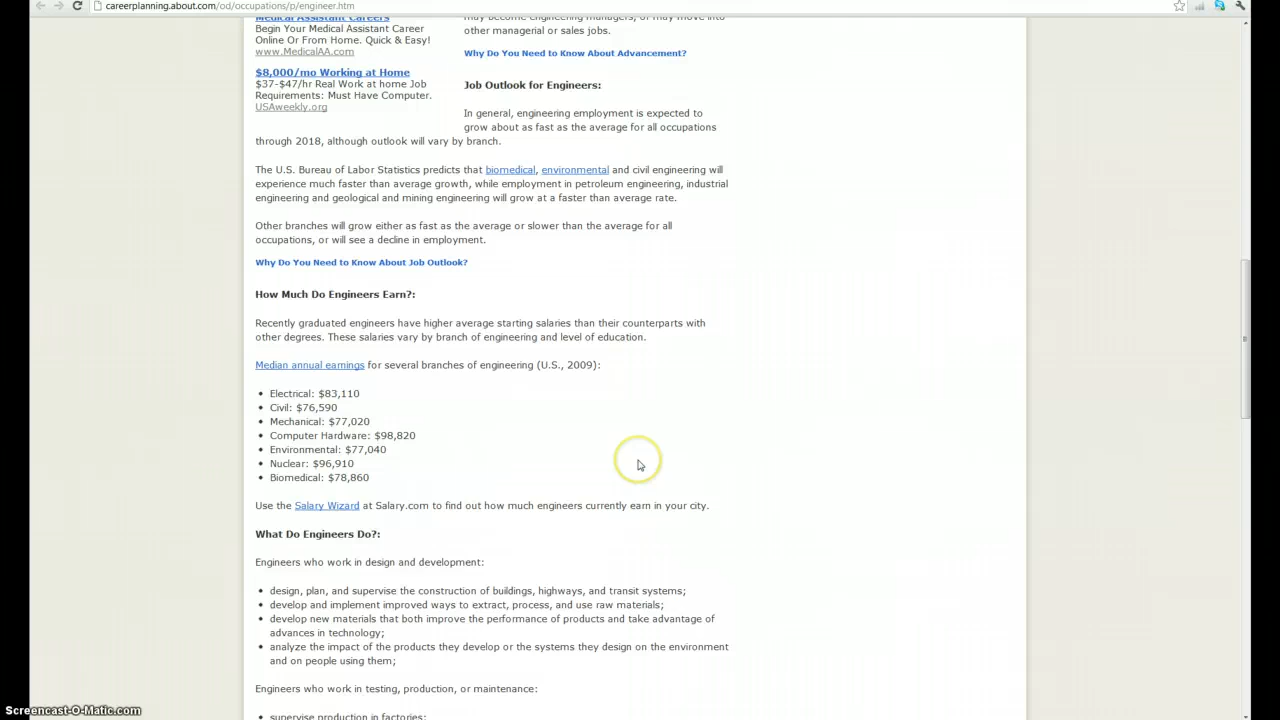 careerplanning.about.com/od/occupations/p/engineer.htm
Medical Assistant Careers
Begin Your Medical Assistant Career
Online Or From Home. Quick & Easy!
www.MedicalAA.com
$8,000/mo Working at Home
$37-$47/hr Real Work at home Job
Requirements: Must Have Computer.
USAweekly.org
may become engineering managers, or may move into
other managerial or sales jobs.
Why Do You Need to Know About Advancement?
Job Outlook for Engineers:
In general, engineering employment is expected to
grow about as fast as the average for all occupations
through 2018, although outlook will vary by branch.
The U.S. Bureau of Labor Statistics predicts that biomedical, environmental and civil engineering will
experience much faster than average growth, while employment in petroleum engineering, industrial
engineering and geological and mining engineering will grow at a faster than average rate.
Other branches will grow either as fast as the average or slower than the average for all
occupations, or will see a decline in employment.
Why Do You Need to Know About Job Outlook?
How Much Do Engineers Earn?:
Recently graduated engineers have higher average starting salaries than their counterparts with
other degrees. These salaries vary by branch of engineering and level of education.
Median annual earnings for several branches of engineering (U.S., 2009):
• Electrical: $83,110
• Civil: $76,590
• Mechanical: $77,020
• Computer Hardware: $98,820
• Environmental: $77,040
• Nuclear: $96,910
• Biomedical: $78,860
Use the Salary Wizard at Salary.com to find out how much engineers currently earn in your city.
What Do Engineers Do?:
Engineers who work in design and development:
• design, plan, and supervise the construction of buildings, highways, and transit systems;
• develop and implement improved ways to extract, process, and use raw materials;
• develop new materials that both improve the performance of products and take advantage of
advances in technology;
• analyze the impact of the products they develop or the systems they design on the environment
and on people using them;
Engineers who work in testing, production, or maintenance:
• supervise production in factories;
Screencast-O-Matic.com